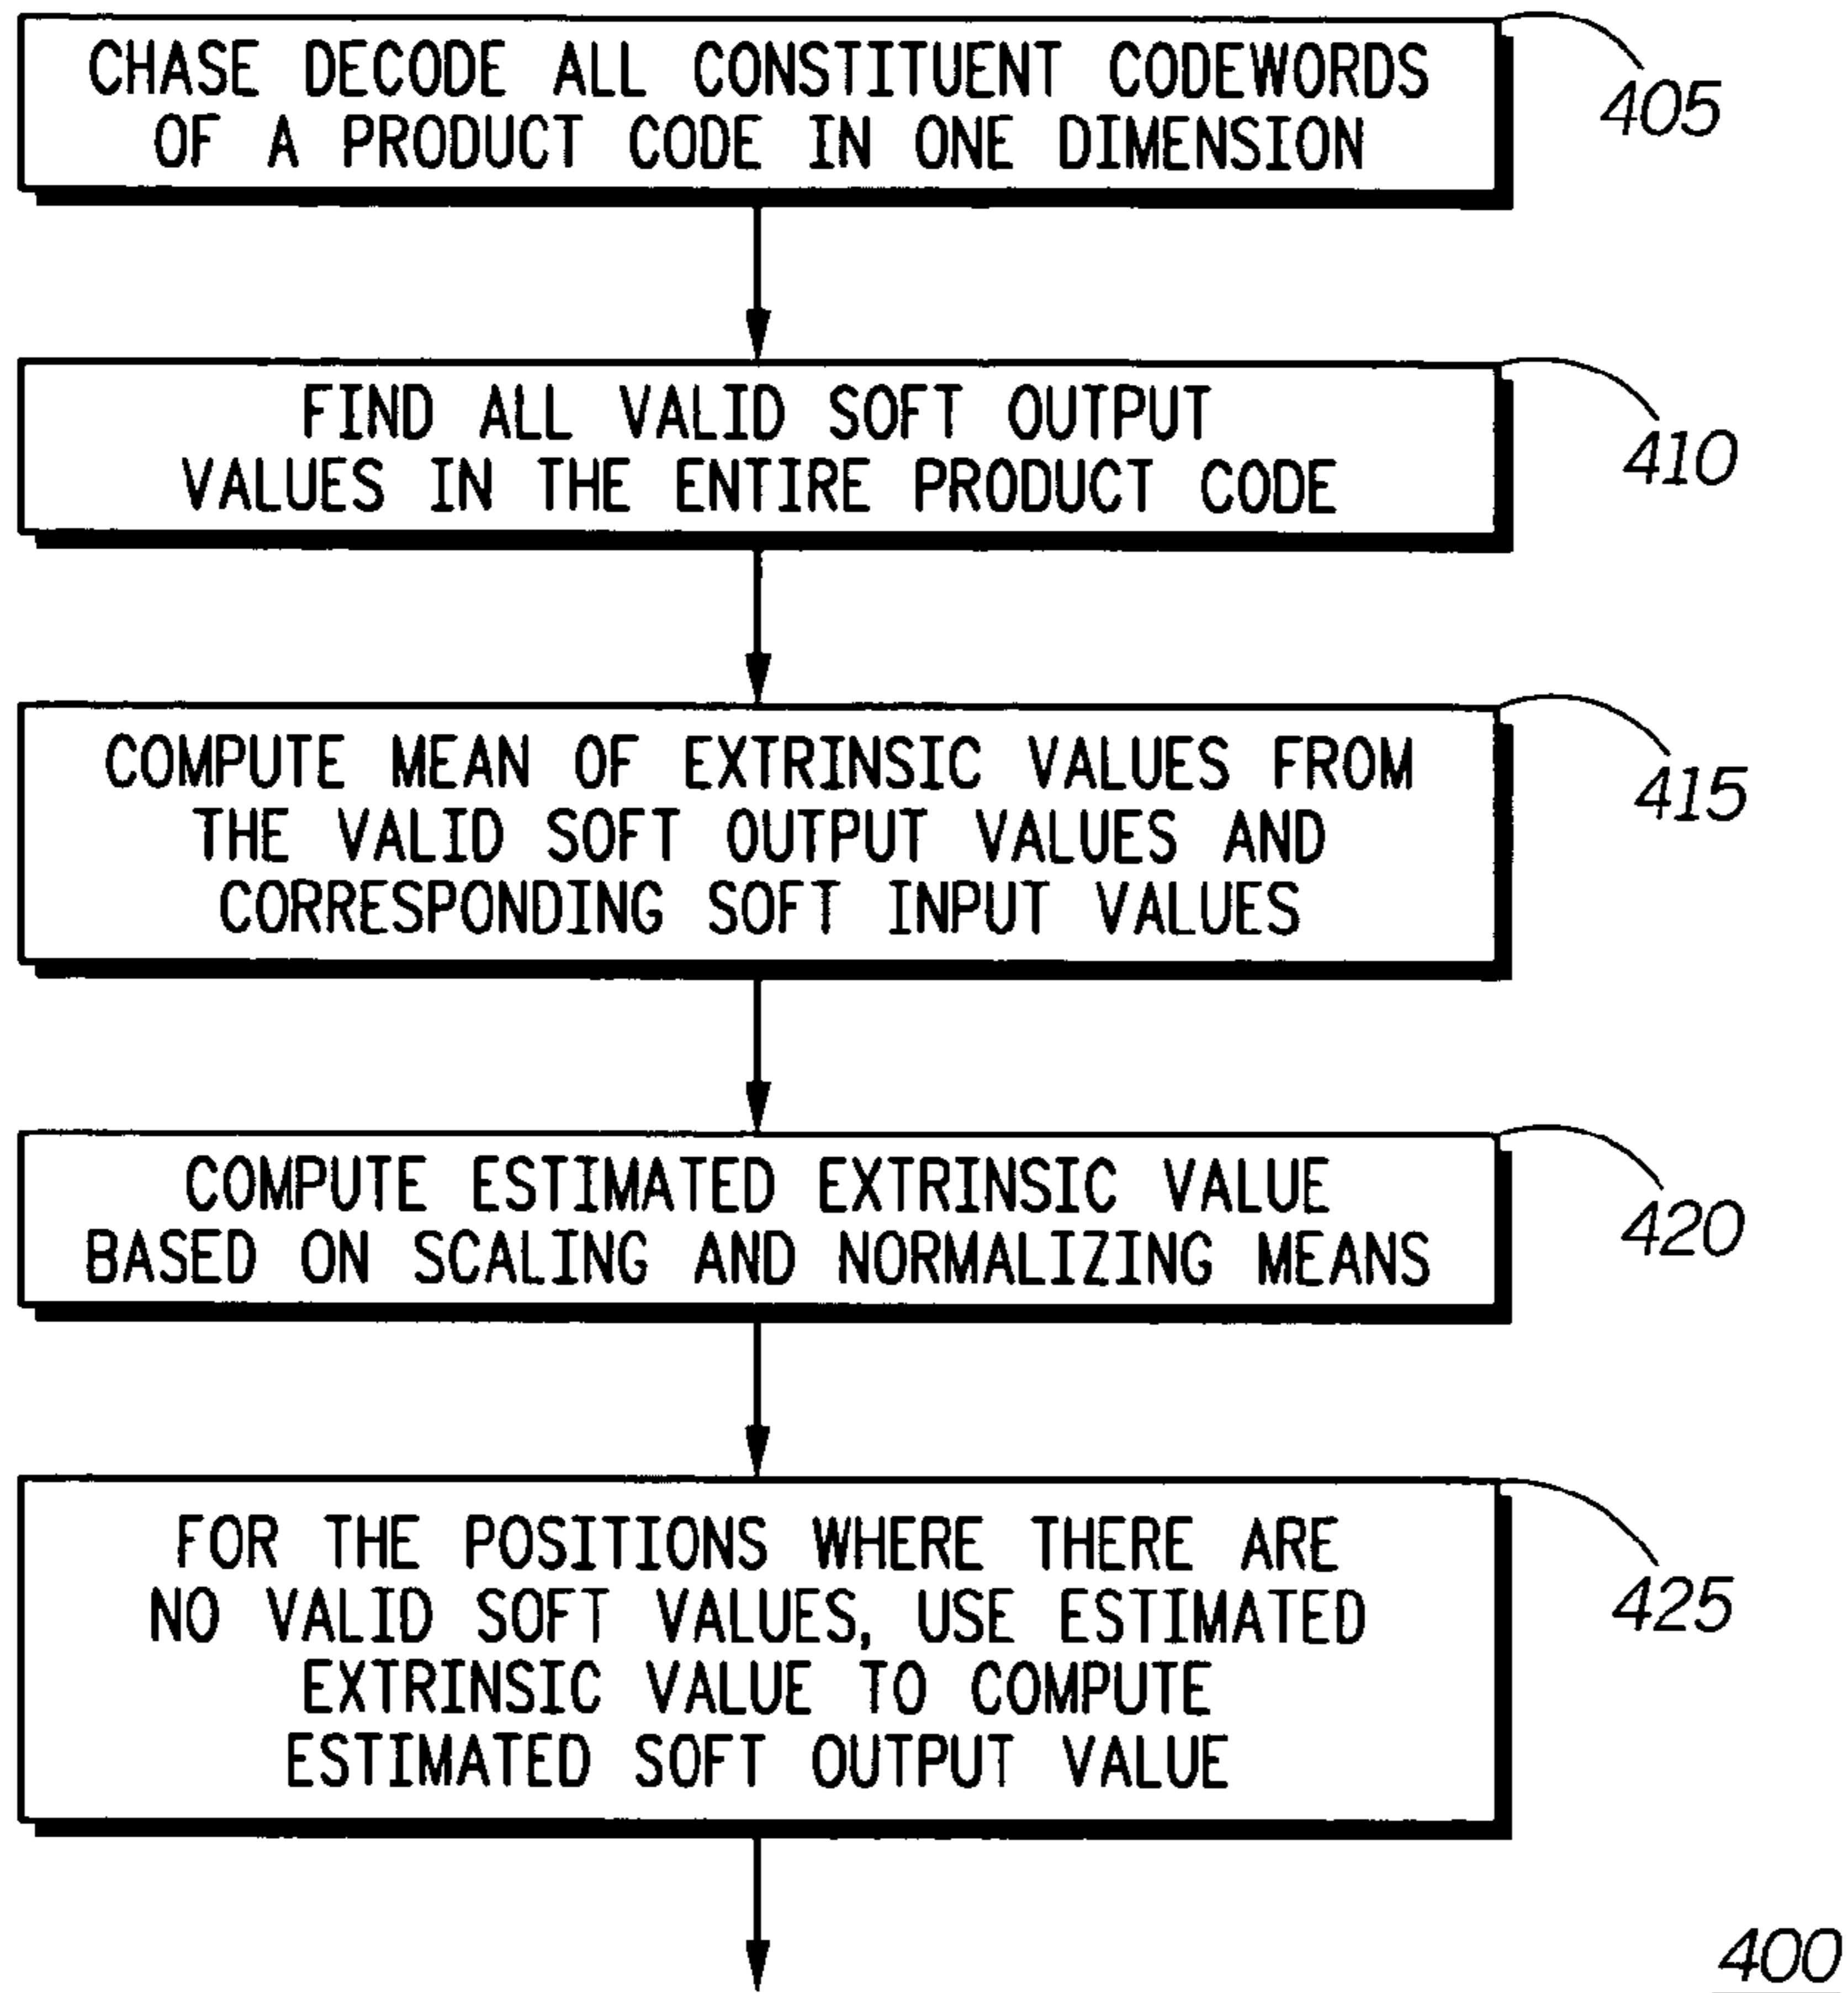 CHASE DECODE ALL CONSTITUENT CODEWORDS
OF A PRODUCT CODE IN ONE DIMENSION
405
FIND ALL VALID SOFT OUTPUT
VALUES IN THE ENTIRE PRODUCT CODE
410
COMPUTE MEAN OF EXTRINSIC VALUES FROM
THE VALID SOFT OUTPUT VALUES AND
CORRESPONDING SOFT INPUT VALUES
415
COMPUTE ESTIMATED EXTRINSIC VALUE
BASED ON SCALING AND NORMALIZING MEANS
420
FOR THE POSITIONS WHERE THERE ARE
NO VALID SOFT VALUES, USE ESTIMATED
EXTRINSIC VALUE TO COMPUTE
ESTIMATED SOFT OUTPUT VALUE
425
400